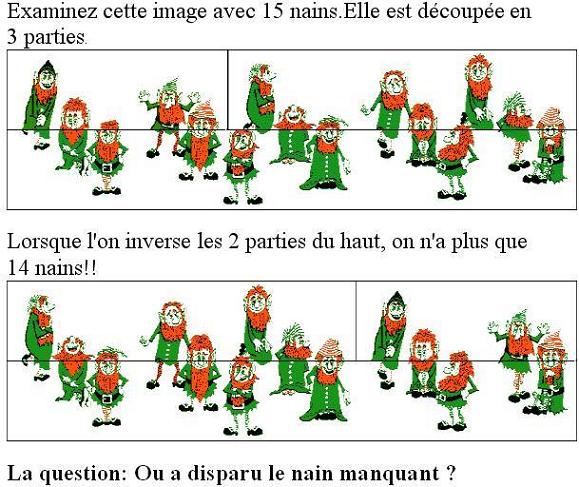 Examinez cette image avec 15 nains.Elle est découpée en
3 parties.
Lorsque l'on inverse les 2 parties du haut, on n'a plus que
14 nains!!
La question: Ou a disparu le nain manquant ?